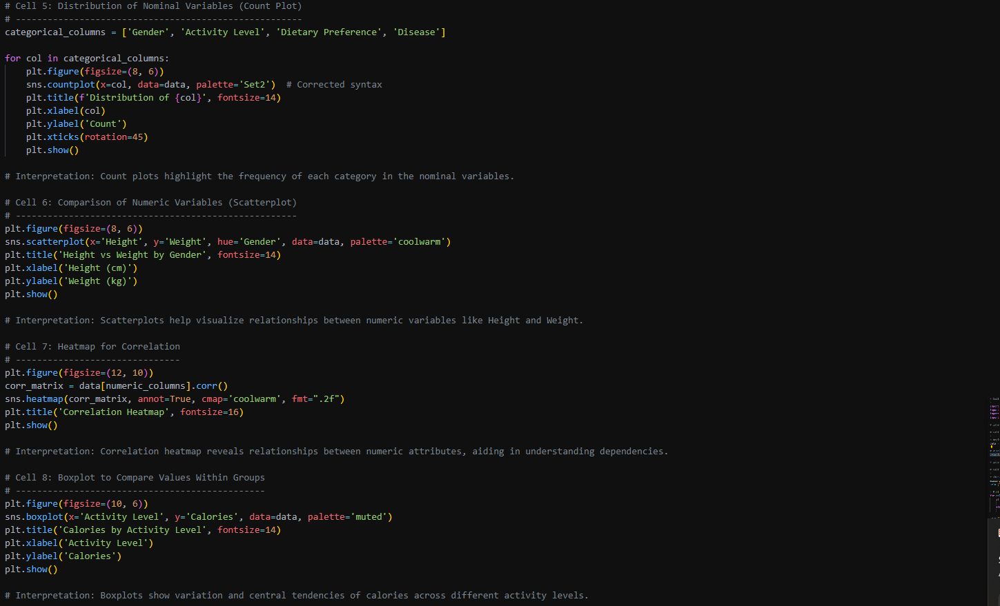 # Cell 5: Distribution of Nominal Variables (Count Plot)
# ------------------------------------------------------
categorical_columns = ['Gender', 'Activity Level', 'Dietary Preference', 'Disease']
for col in categorical_columns:
    plt.figure(figsize=(8, 6))
    sns.countplot(x=col, data=data, palette='Set2')  # Corrected syntax
    plt.title(f'Distribution of {col}', fontsize=14)
    plt.xlabel(col)
    plt.ylabel('Count')
    plt.xticks(rotation=45)
    plt.show()
# Interpretation: Count plots highlight the frequency of each category in the nominal variables.
# Cell 6: Comparison of Numeric Variables (Scatterplot)
# -----------------------------------------------------
plt.figure(figsize=(8, 6))
sns.scatterplot(x='Height', y='Weight', hue='Gender', data=data, palette='coolwarm')
plt.title('Height vs Weight by Gender', fontsize=14)
plt.xlabel('Height (cm)')
plt.ylabel('Weight (kg)')
plt.show()
# Interpretation: Scatterplots help visualize relationships between numeric variables like Height and Weight.
# Cell 7: Heatmap for Correlation
# -------------------------------
plt.figure(figsize=(12, 10))
corr_matrix = data[numeric_columns].corr()
sns.heatmap(corr_matrix, annot=True, cmap='coolwarm', fmt=".2f")
plt.title('Correlation Heatmap', fontsize=16)
plt.show()
# Interpretation: Correlation heatmap reveals relationships between numeric attributes, aiding in understanding dependencies.
# Cell 8: Boxplot to Compare Values Within Groups
# -----------------------------------------------
plt.figure(figsize=(10, 6))
sns.boxplot(x='Activity Level', y='Calories', data=data, palette='muted')
plt.title('Calories by Activity Level', fontsize=14)
plt.xlabel('Activity Level')
plt.ylabel('Calories')
plt.show()
# Interpretation: Boxplots show variation and central tendencies of calories across different activity levels.